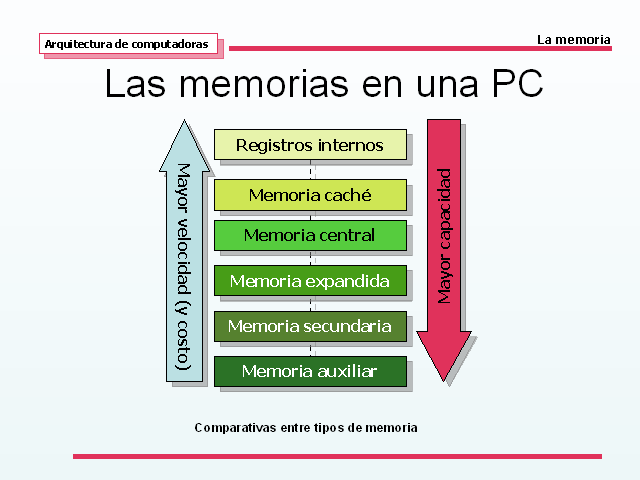 Arquitectura de computadoras
La memoria
Las memorias en una PC
Mayor velocidad (y costo)
Registros internos
Memoria caché
Memoria central
Memoria expandida
Memoria secundaria
Memoria auxiliar
Mayor capacidad
Comparativas entre tipos de memoria